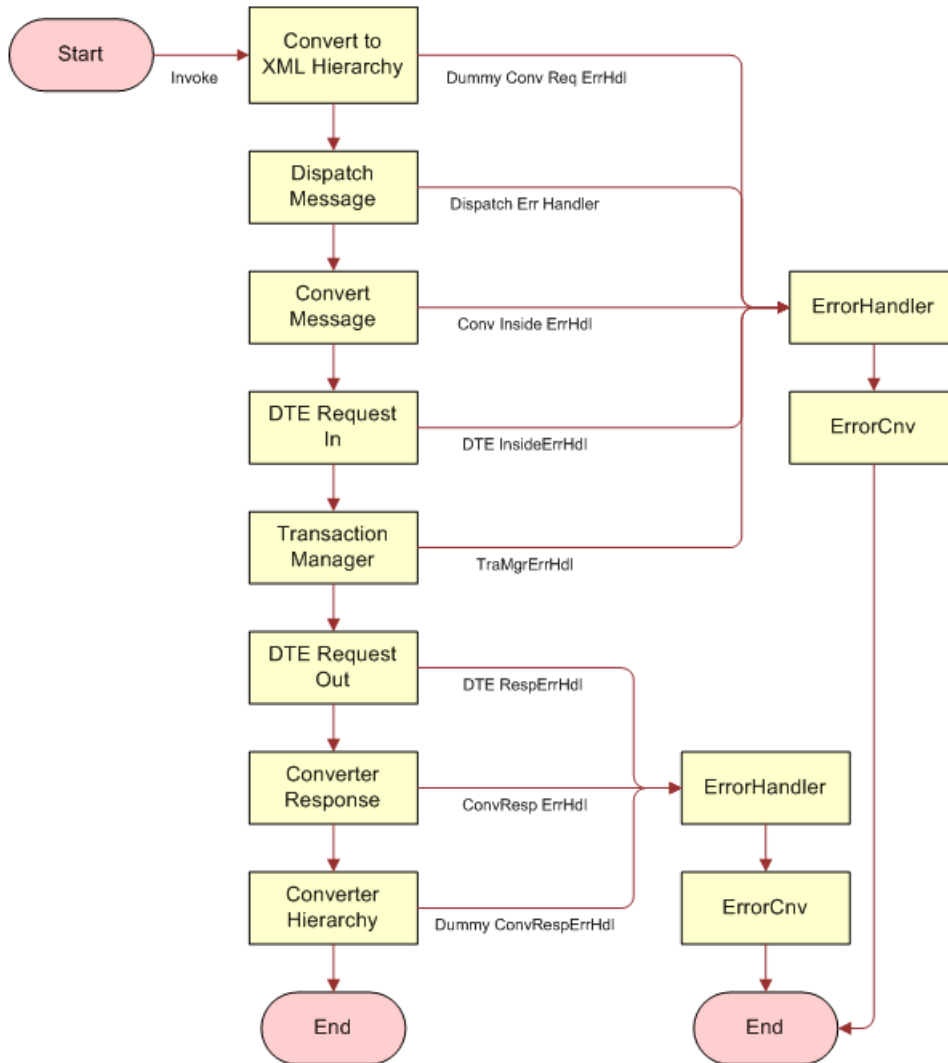 Start
Invoke
Convert to
XML Hierarchy
Dummy Conv Req ErrHdl
Dispatch
Message
Dispatch Err Handler
Convert
Message
Conv Inside ErrHdl
ErrorHandler
DTE Request
In
DTE InsideErrHdl
ErrorCnv
Transaction
Manager
TraMgrErrHdl
DTE Request
Out
DTE RespErrHdl
Converter
Response
ConvResp ErrHdl
ErrorHandler
Converter
Hierarchy
Dummy ConvRespErrHdl
ErrorCnv
End
End